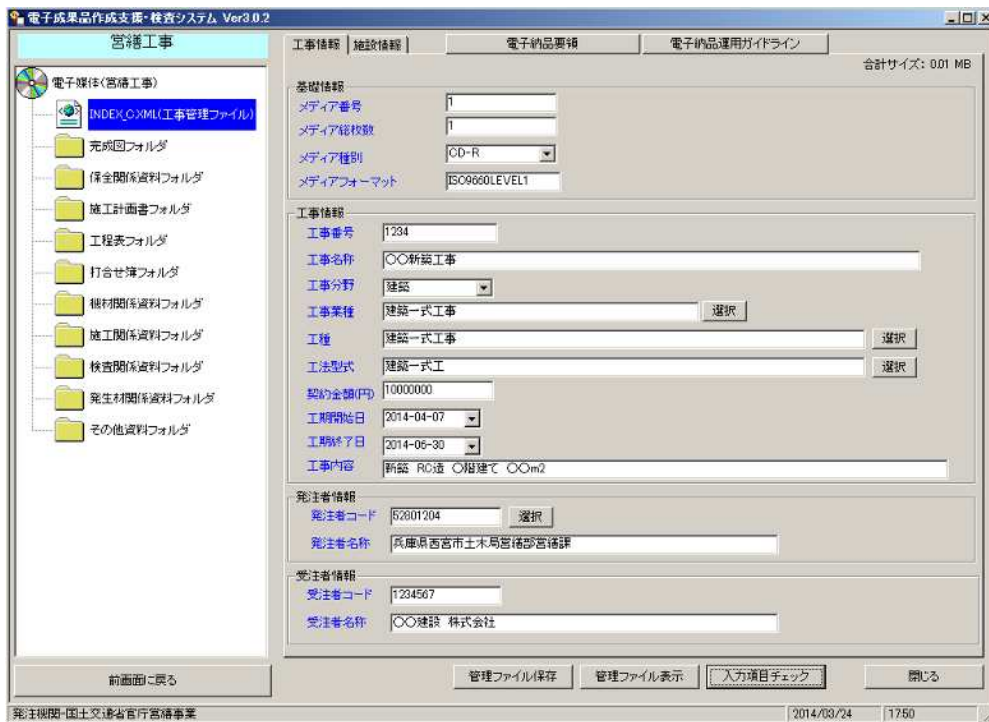 電子成果品作成支援・検査システム Ver3.0.2
営繕工事
電子媒体(営繕工事)
INDEX_C.XML(工事管理ファイル)
完成図フォルダ
保全関係資料フォルダ
施工計画書フォルダ
工程表フォルダ
打合せ簿フォルダ
機材関係資料フォルダ
施工関係資料フォルダ
検査関係資料フォルダ
発生材関係資料フォルダ
その他資料フォルダ
工事情報 施設情報 電子納品要領 電子納品運用ガイドライン
合計サイズ: 0.01 MB
基礎情報
メディア番号 1
メディア総枚数 1
メディア種別 CD-R
メディアフォーマット ISO9660LEVEL1
工事情報
工事番号 1234
工事名称 〇〇新築工事
工事分野 建築
工事業種 建築一式工事 選択
工種 建築一式工事 選択
工法型式 建築一式工 選択
契約金額(円) 10000000
工期開始日 2014-04-07
工期終了日 2014-06-30
工事内容 新築 RC造 〇階建て 〇〇m2
発注者情報
発注者コード 52801204 選択
発注者名称 兵庫県西宮市土木局営繕部営繕課
受注者情報
受注者コード 1234567
受注者名称 〇〇建設 株式会社
前画面に戻る 管理ファイル保存 管理ファイル表示 入力項目チェック 閉じる
発注機関-国土交通省官庁営繕事業 2014/03/24 17:50